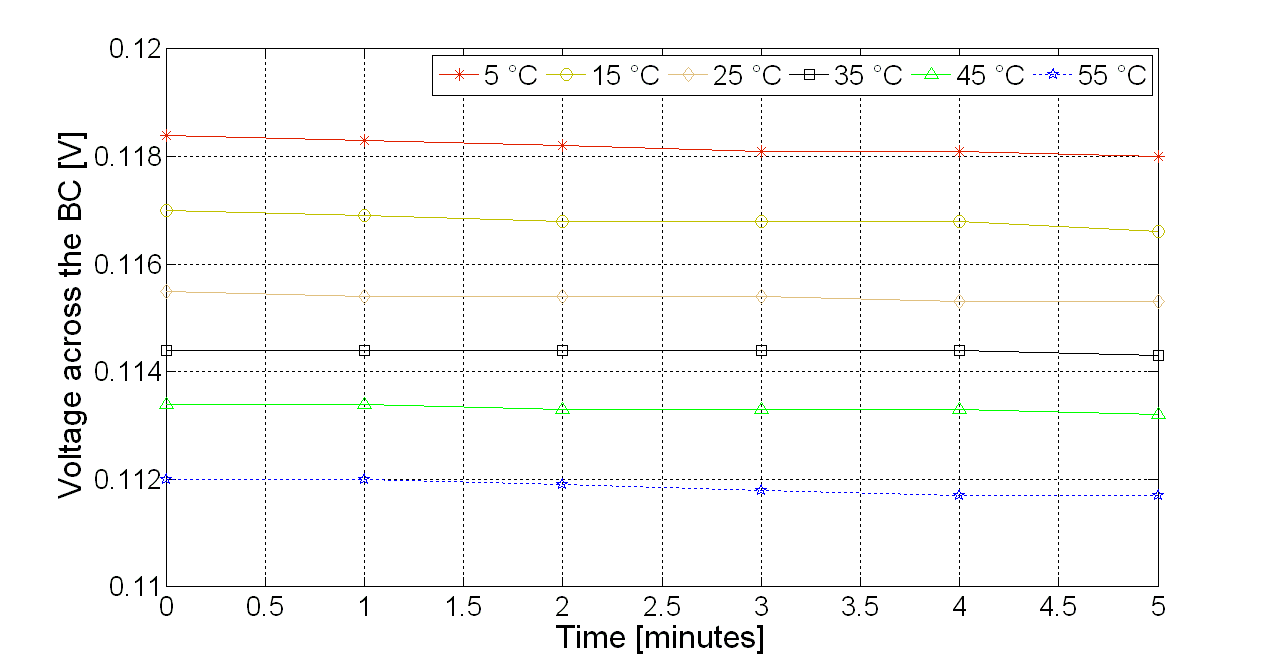 0.12
5 °C 15 °C 25 °C 35 °C 45 °C 55 °C
0.118
0.116
0.114
0.112
0.11
Voltage across the BC [V]
0 0.5 1 1.5 2 2.5 3 3.5 4 4.5 5
Time [minutes]